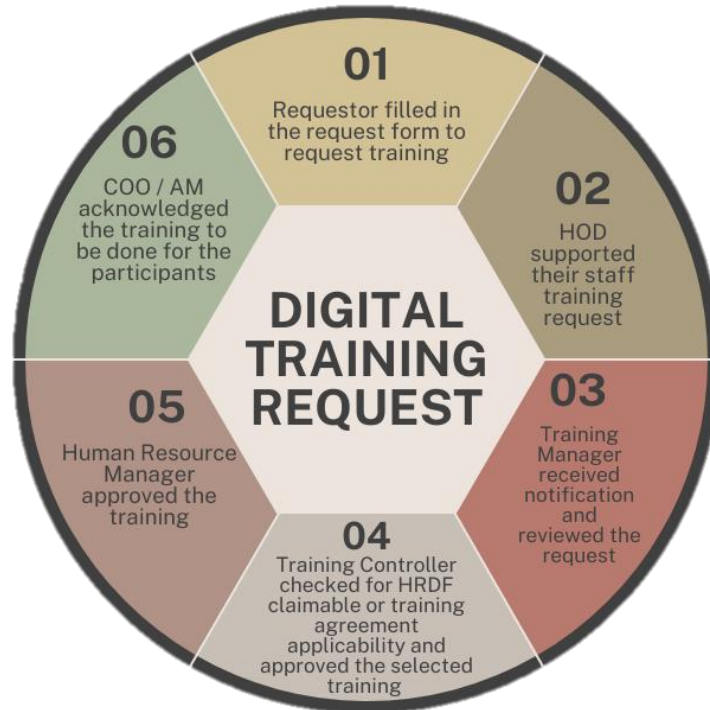 01
Requestor filled in
the request form to
request training
02
HOD
supported
their staff
training
request
03
Training
Manager
received
notification
and
reviewed the
request
04
Training Controller
checked for HRDF
claimable or training
agreement
applicability and
approved the selected
training
05
Human Resource
Manager
approved the
training
06
COO / AM
acknowledged
the training to
be done for the
participants
DIGITAL
TRAINING
REQUEST